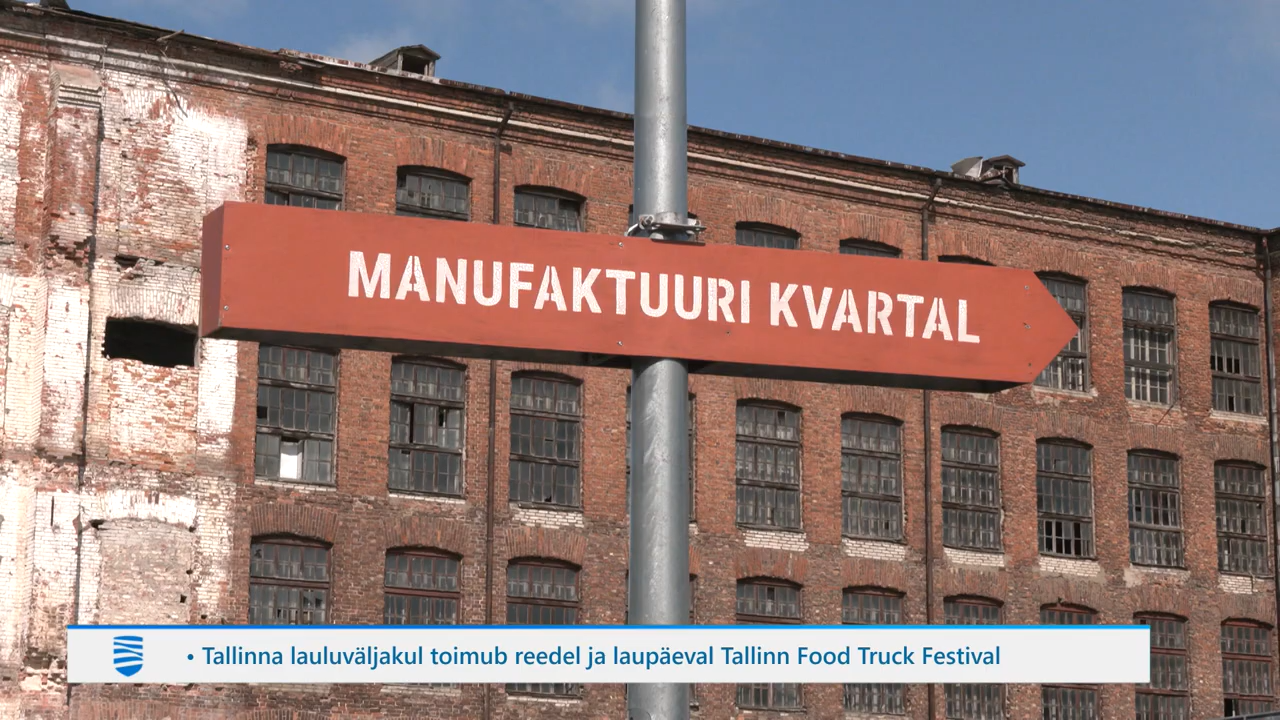 MANUFAKTUURI KVARTAL
• Tallinna lauluväljakul toimub reedel ja laupäeval Tallinn Food Truck Festival